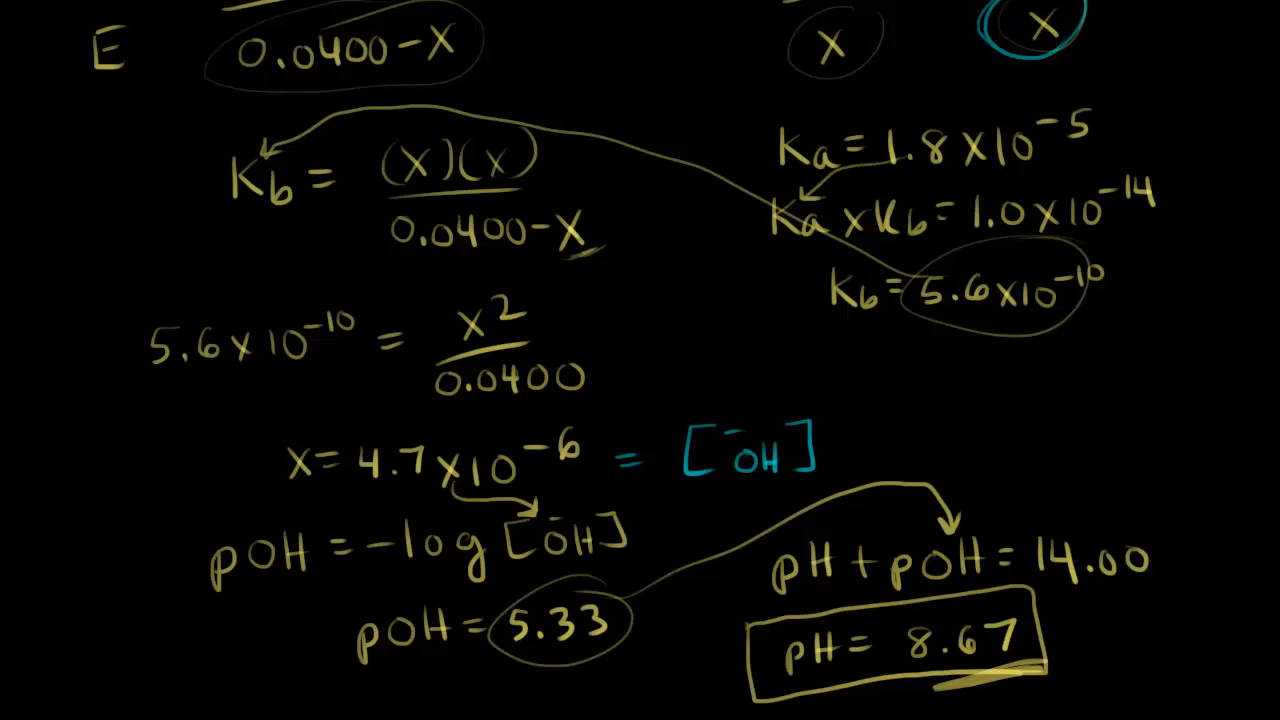 E 0.0400-X X X
Kb = (X)(X) / 0.0400-X
Ka = 1.8 X 10^-5
Ka x Kb = 1.0 X 10^-14
Kb = 5.6 x 10^-10
5.6 x 10^-10 = X^2 / 0.0400
X = 4.7 x 10^-6 = [⁻OH]
pOH = -log [⁻OH]
pOH = 5.33
pH + pOH = 14.00
pH = 8.67